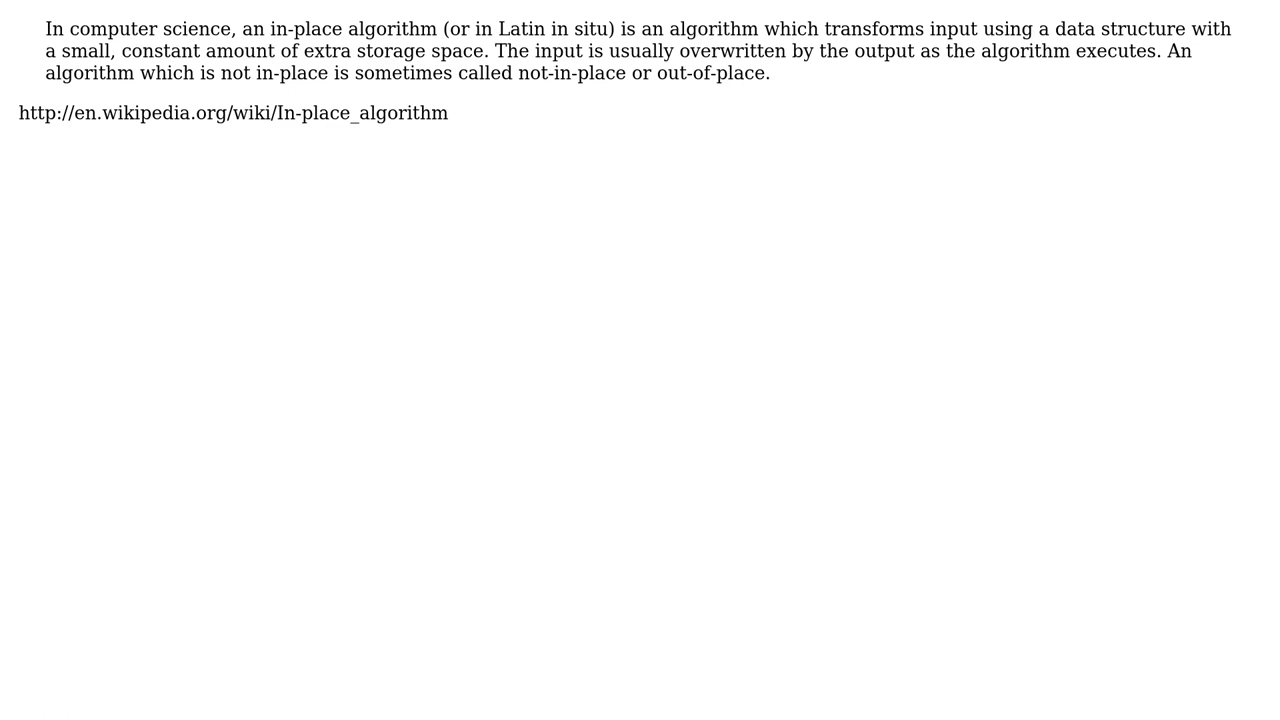 In computer science, an in-place algorithm (or in Latin in situ) is an algorithm which transforms input using a data structure with
a small, constant amount of extra storage space. The input is usually overwritten by the output as the algorithm executes. An
algorithm which is not in-place is sometimes called not-in-place or out-of-place.
http://en.wikipedia.org/wiki/In-place_algorithm